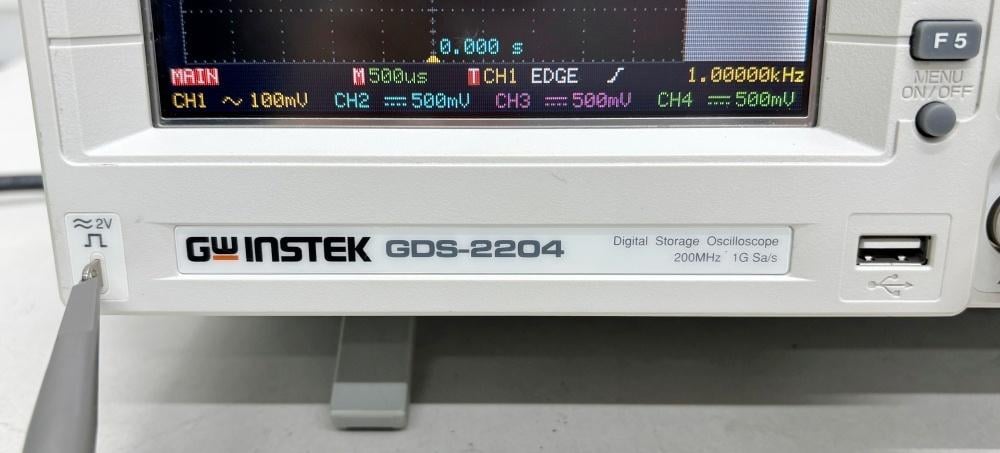 0.000 s
MAIN M 500us T CH1 EDGE 1.00000kHz
CH1 100mV CH2 500mV CH3 500mV CH4 500mV
F5
MENU
ON/OFF
≈ 2V
GW INSTEK GDS-2204
Digital Storage Oscilloscope
200MHz 1G Sa/s